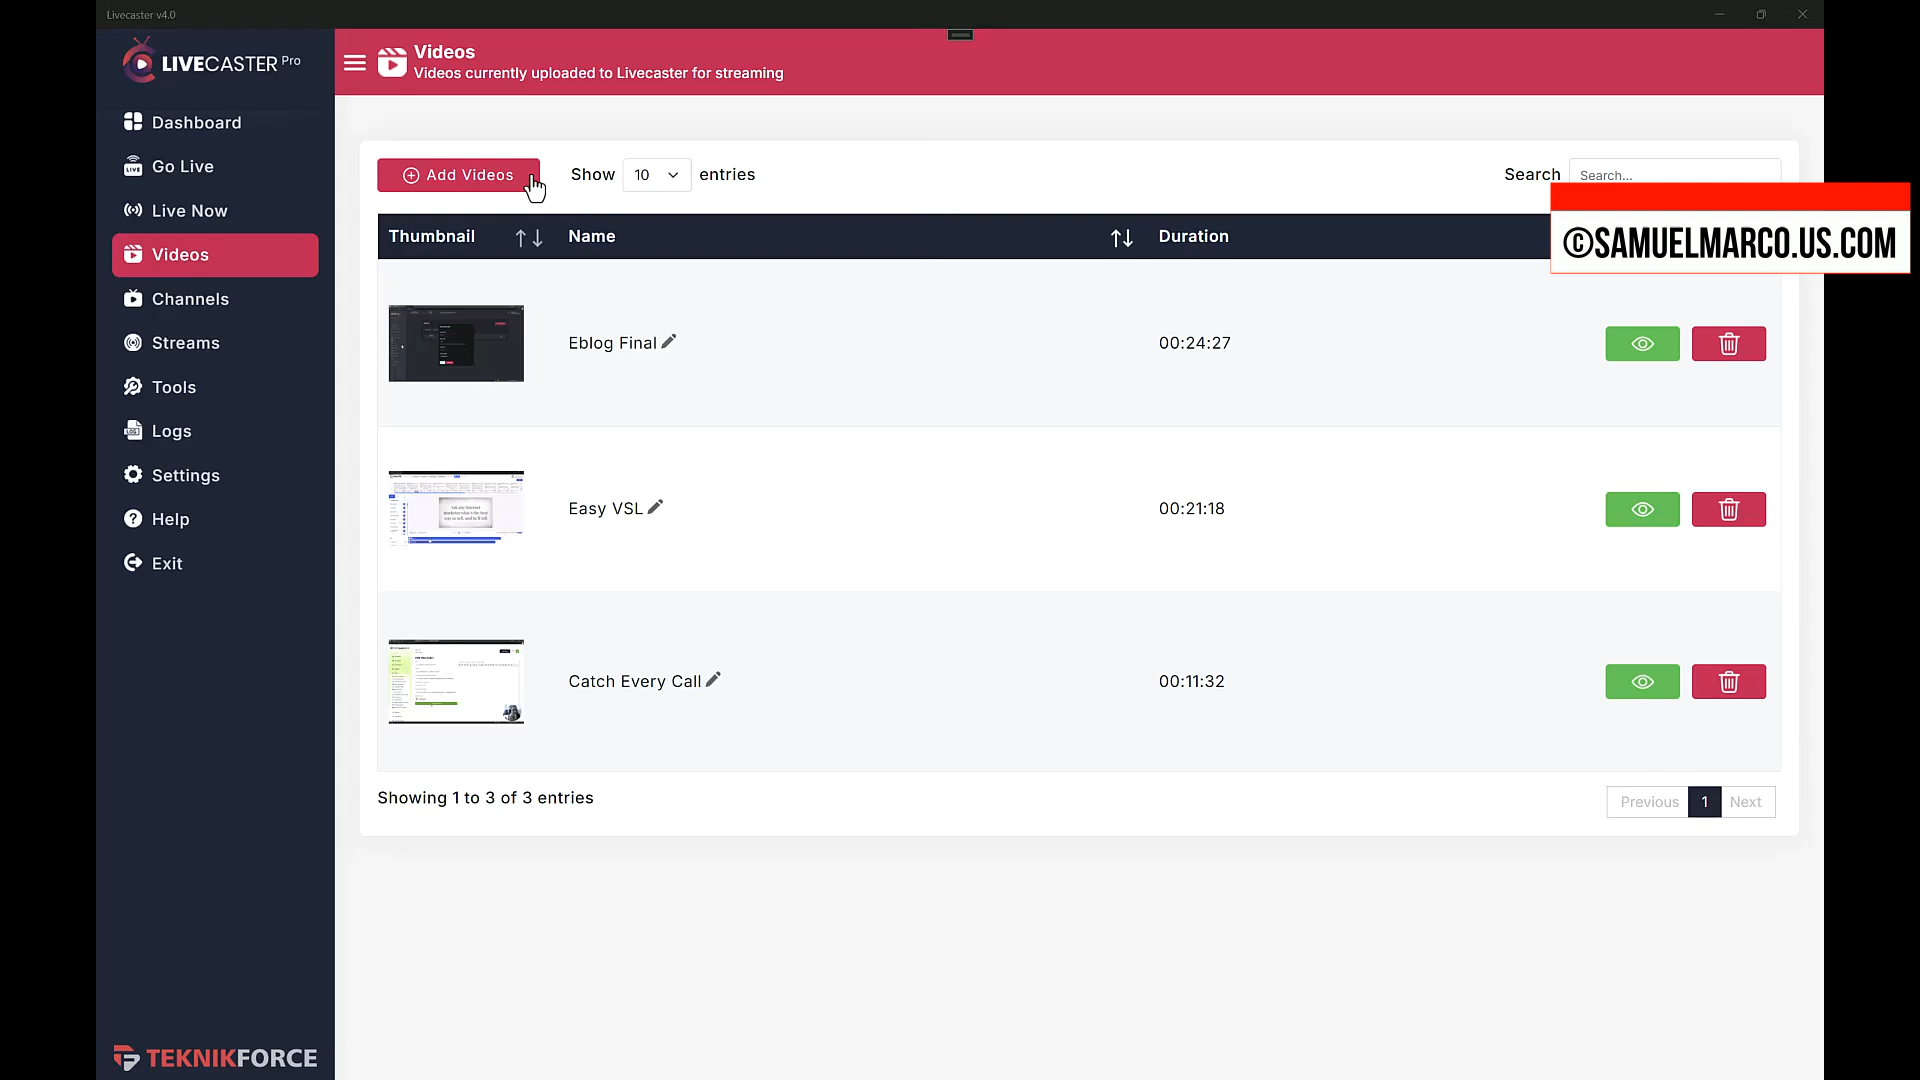 Livecaster v4.0
LIVECASTER Pro
Videos
Videos currently uploaded to Livecaster for streaming
Dashboard
Go Live
Live Now
Videos
Channels
Streams
Tools
Logs
Settings
Help
Exit
TEKNIKFORCE
Add Videos
Show 10 entries
Search Search...
©SAMUELMARCO.US.COM
Thumbnail Name Duration
Eblog Final 00:24:27
Easy VSL 00:21:18
Catch Every Call 00:11:32
Showing 1 to 3 of 3 entries
Previous 1 Next